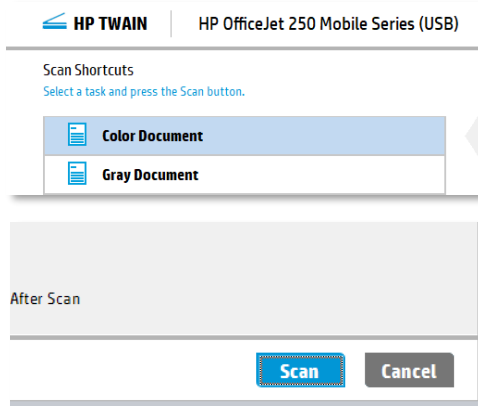 HP TWAIN HP OfficeJet 250 Mobile Series (USB)
Scan Shortcuts
Select a task and press the Scan button.
Color Document
Gray Document
After Scan
Scan Cancel